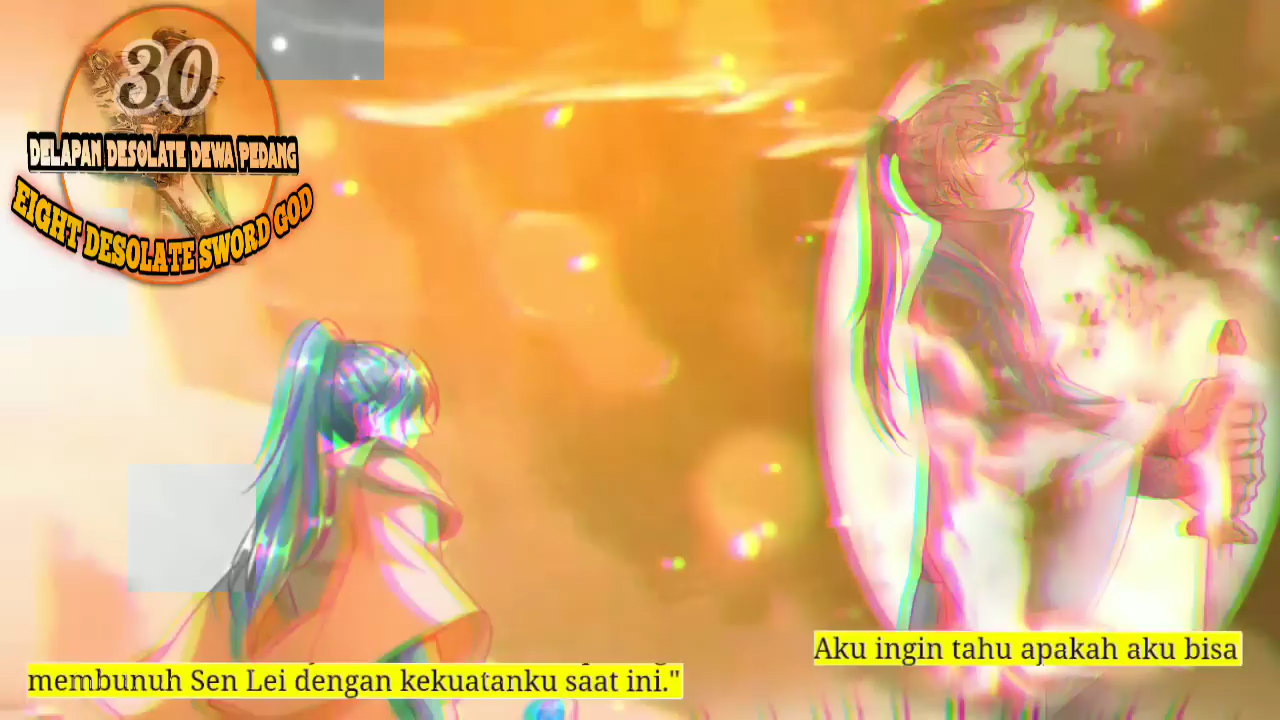 30
DELAPAN DESOLATE DEWA PEDANG
EIGHT DESOLATE SWORD GOD
Aku ingin tahu apakah aku bisa
membunuh Sen Lei dengan kekuatanku saat ini."